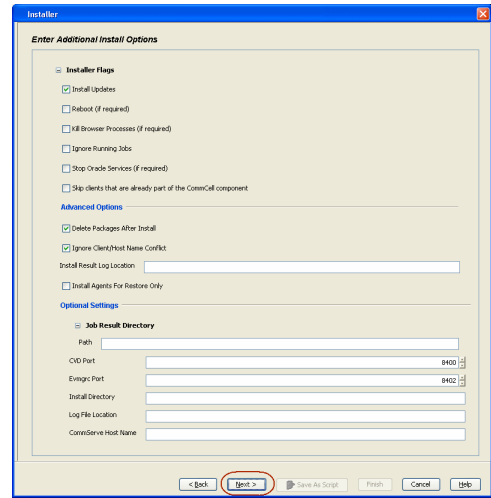 Installer
Enter Additional Install Options
Installer Flags
Install Updates
Reboot (if required)
Kill Browser Processes (if required)
Ignore Running Jobs
Stop Oracle Services (if required)
Skip clients that are already part of the CommCell component
Advanced Options
Delete Packages After Install
Ignore Client/Host Name Conflict
Install Result Log Location
Install Agents For Restore Only
Optional Settings
Job Result Directory
Path
CVD Port 8400
Evmgrc Port 8402
Install Directory
Log File Location
CommServe Host Name
< Back Next > Save As Script Finish Cancel Help